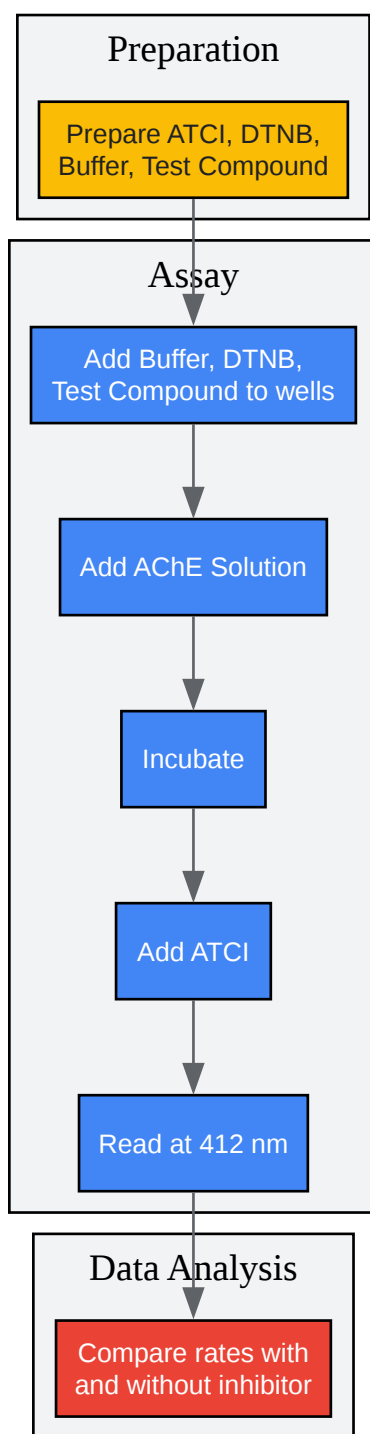 Preparation
Prepare ATCI, DTNB,
Buffer, Test Compound
Assay
Add Buffer, DTNB,
Test Compound to wells
Add AChE Solution
Incubate
Add ATCI
Read at 412 nm
Data Analysis
Compare rates with
and without inhibitor